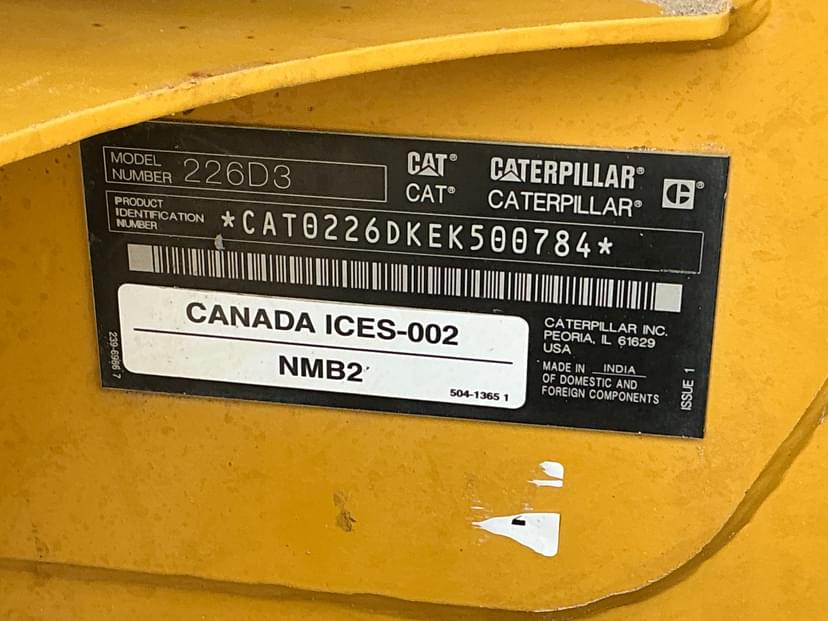 MODEL
NUMBER 226D3
CAT® CATERPILLAR®
CAT® CATERPILLAR®
PRODUCT
IDENTIFICATION
NUMBER *CAT0226DKEK500784*
CANADA ICES-002
NMB2
504-1365 1
239-6986 7
CATERPILLAR INC.
PEORIA, IL 61629
USA
MADE IN INDIA
OF DOMESTIC AND
FOREIGN COMPONENTS
ISSUE 1